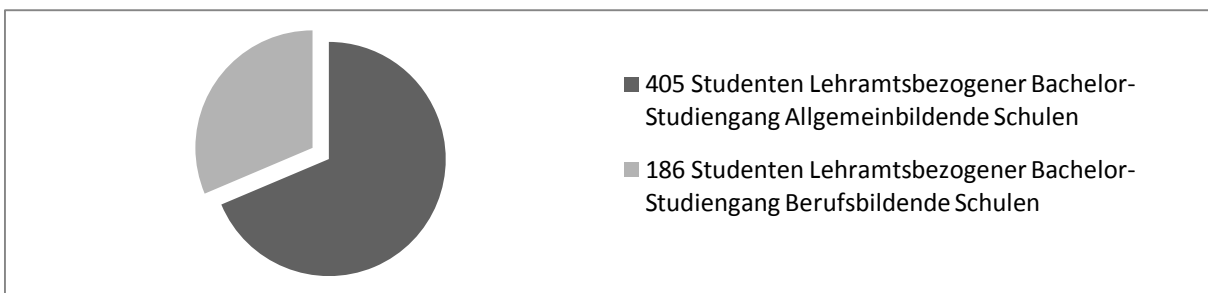 405 Studenten Lehramtsbezogener Bachelor-
Studiengang Allgemeinbildende Schulen
186 Studenten Lehramtsbezogener Bachelor-
Studiengang Berufsbildende Schulen